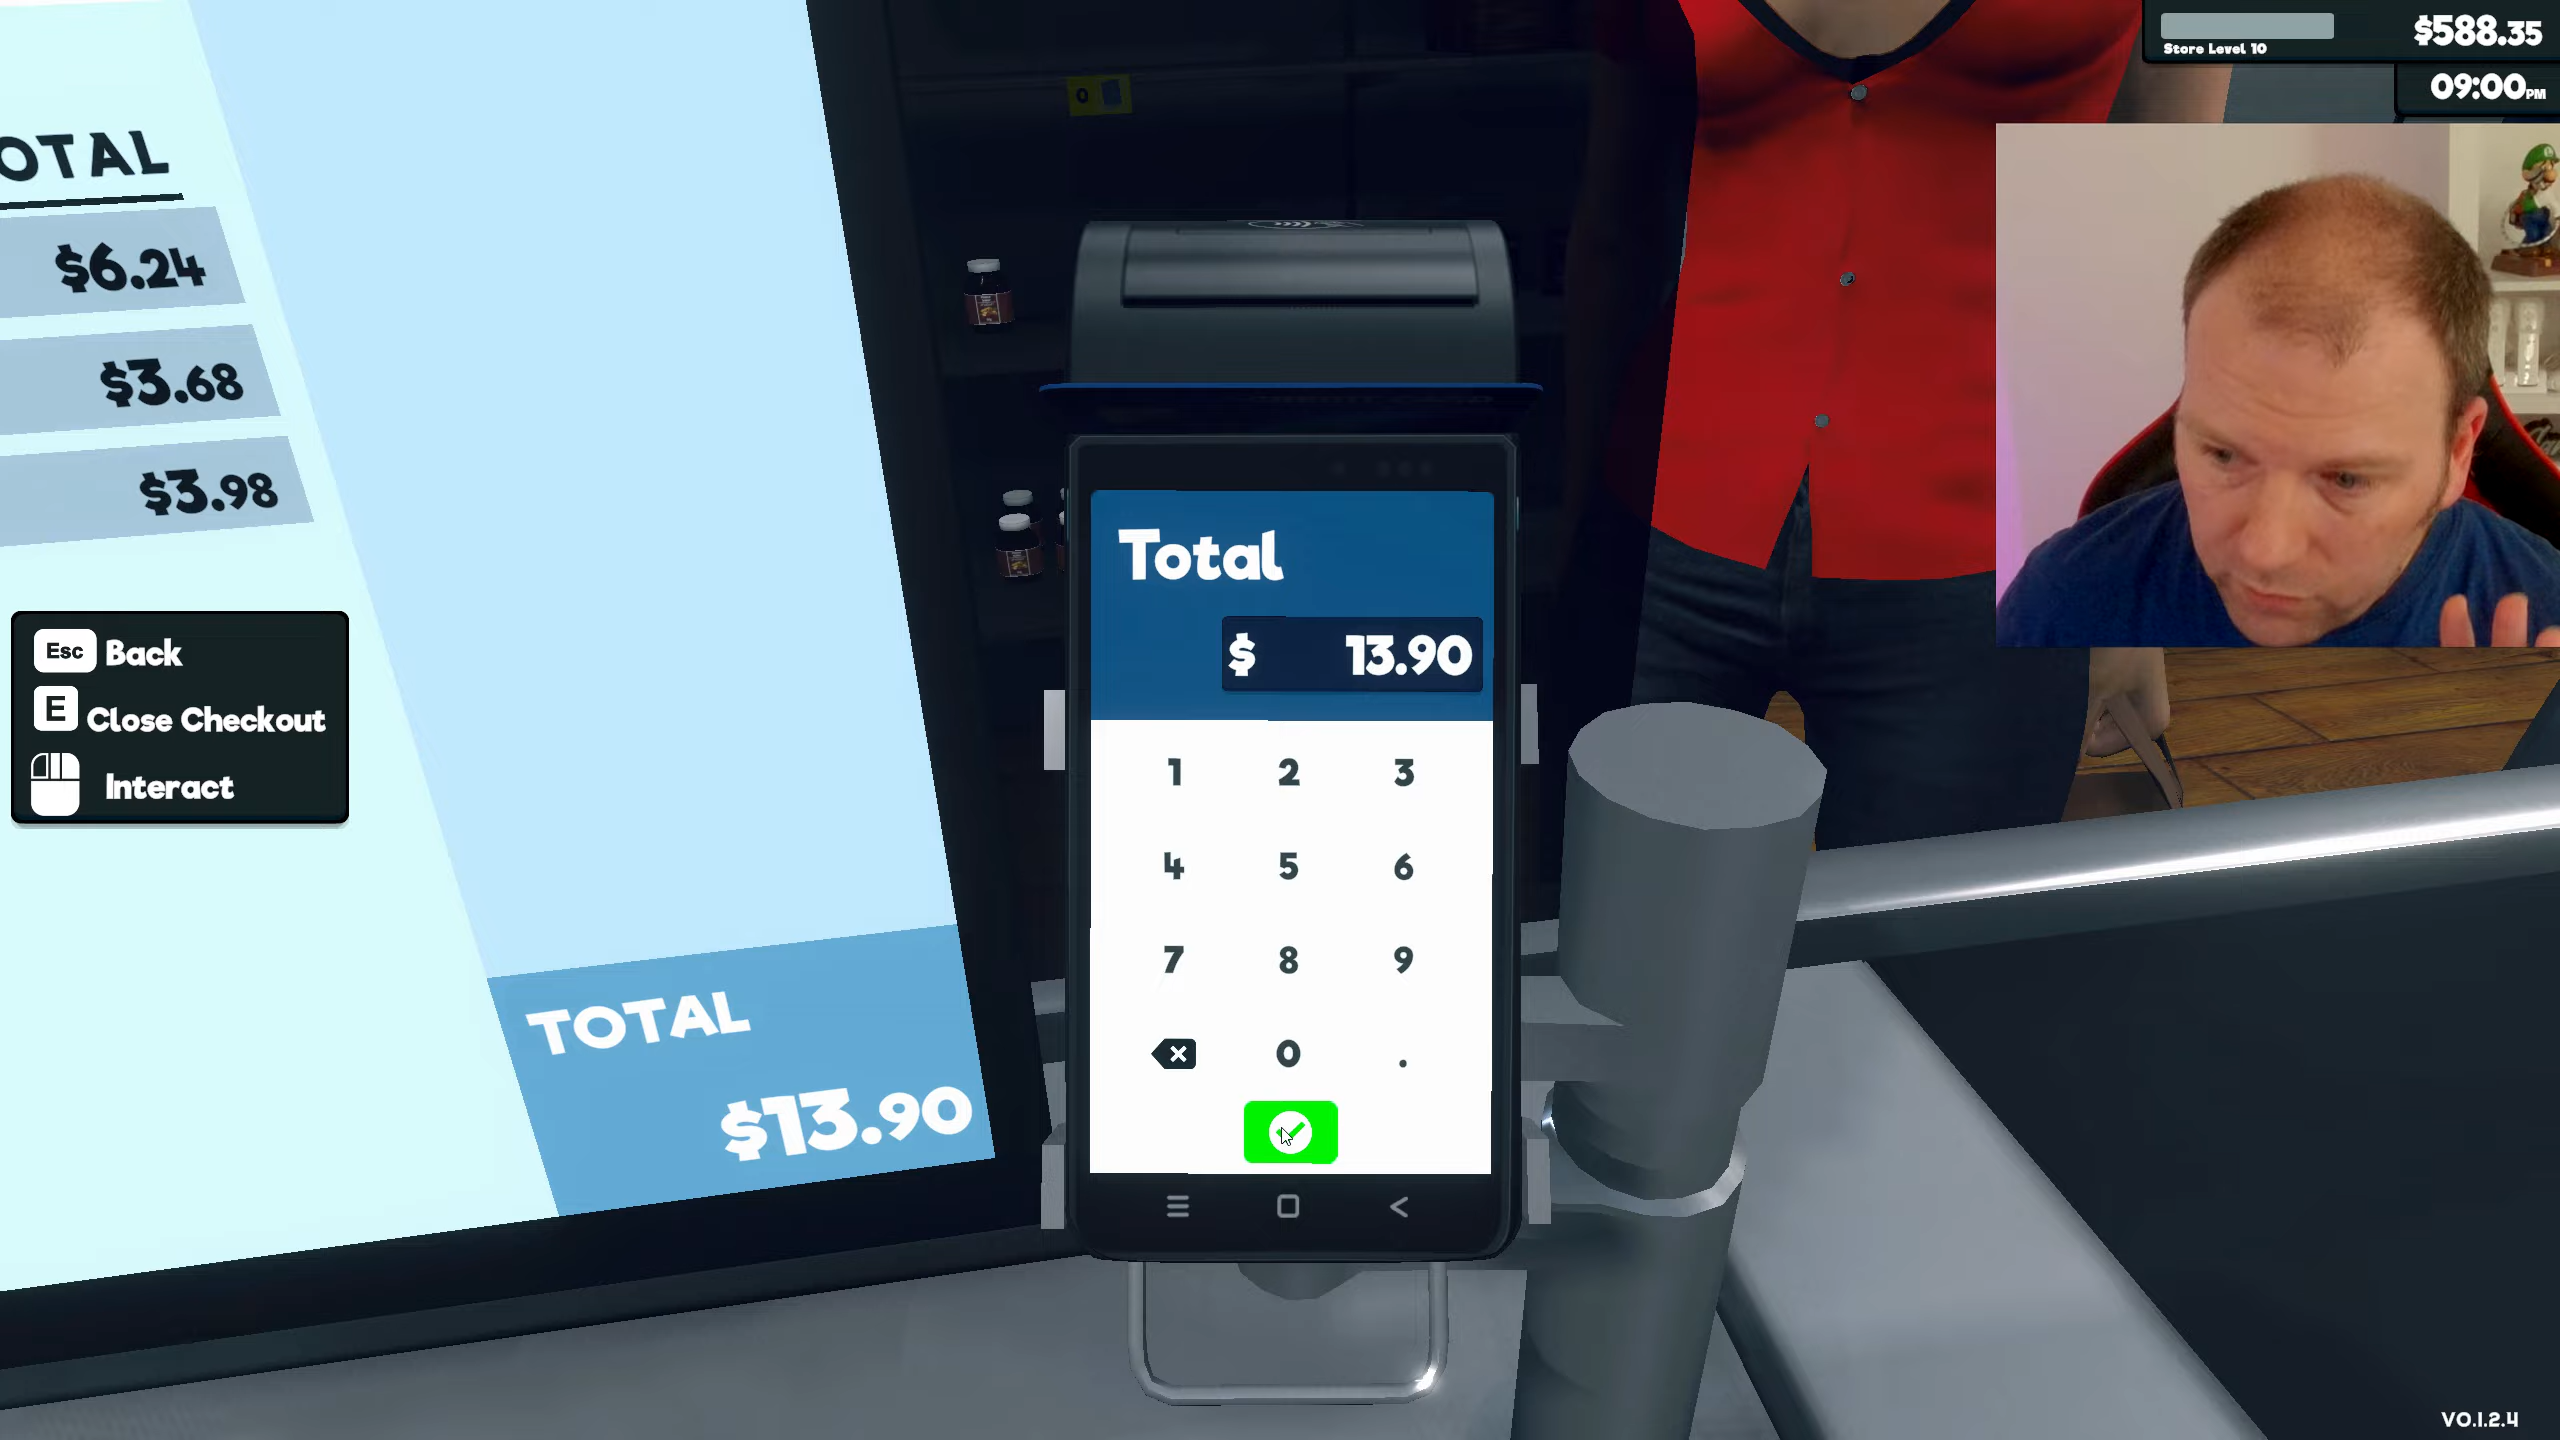 OTAL
$6.24
$3.68
$3.98
Esc Back
E Close Checkout
Interact
TOTAL
$13.90
0
Total
$ 13.90
1 2 3
4 5 6
7 8 9
0 .
$588.35
Store Level 10
09:00PM
V0.1.2.4